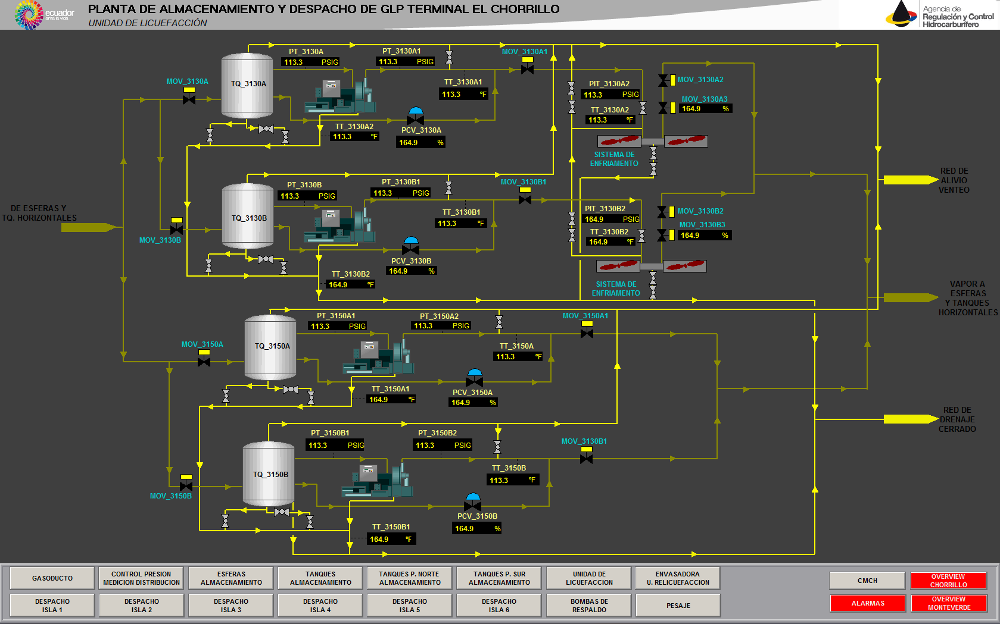 ecuador
ama la vida
PLANTA DE ALMACENAMIENTO Y DESPACHO DE GLP TERMINAL EL CHORRILLO
UNIDAD DE LICUEFACCIÓN
Agencia de
Regulación y Control
Hidrocarburífero
PT_3130A
113.3 PSIG
PT_3130A1
113.3 PSIG
MOV_3130A1
MOV_3130A
TQ_3130A
TT_3130A1
113.3 ºF
PIT_3130A2
113.3 PSIG
MOV_3130A2
MOV_3130A3
164.9 %
TT_3130A2
113.3 ºF
TT_3130A2
113.3 ºF
PCV_3130A
164.9 %
SISTEMA DE
ENFRIAMENTO
RED DE
ALIVIO
VENTEO
PT_3130B
113.3 PSIG
PT_3130B1
113.3 PSIG
MOV_3130B1
DE ESFERAS Y
TQ. HORIZONTALES
TQ_3130B
TT_3130B1
113.3 ºF
PIT_3130B2
164.9 PSIG
MOV_3130B2
MOV_3130B3
164.9 %
TT_3130B2
164.9 ºF
MOV_3130B
PCV_3130B
164.9 %
TT_3130B2
164.9 ºF
SISTEMA DE
ENFRIAMENTO
VAPOR A
ESFERAS
Y TANQUES
HORIZONTALES
PT_3150A1
113.3 PSIG
PT_3150A2
113.3 PSIG
MOV_3150A1
MOV_3150A
TQ_3150A
TT_3150A
113.3 ºF
TT_3150A1
164.9 ºF
PCV_3150A
164.9 %
RED DE
DRENAJE
CERRADO
PT_3150B1
113.3 PSIG
PT_3150B2
113.3 PSIG
MOV_3130B1
TQ_3150B
TT_3150B
113.3 ºF
MOV_3150B
PCV_3150B
164.9 %
TT_3150B1
164.9 ºF
GASODUCTO
CONTROL PRESION
MEDICION DISTRIBUCION
ESFERAS
ALMACENAMIENTO
TANQUES
ALMACENAMIENTO
TANQUES P. NORTE
ALMACENAMIENTO
TANQUES P. SUR
ALMACENAMIENTO
UNIDAD DE
LICUEFACCION
ENVASADORA
U. RELICUEFACCION
CMCH
OVERVIEW
CHORRILLO
DESPACHO
ISLA 1
DESPACHO
ISLA 2
DESPACHO
ISLA 3
DESPACHO
ISLA 4
DESPACHO
ISLA 5
DESPACHO
ISLA 6
BOMBAS DE
RESPALDO
PESAJE
ALARMAS
OVERVIEW
MONTEVERDE